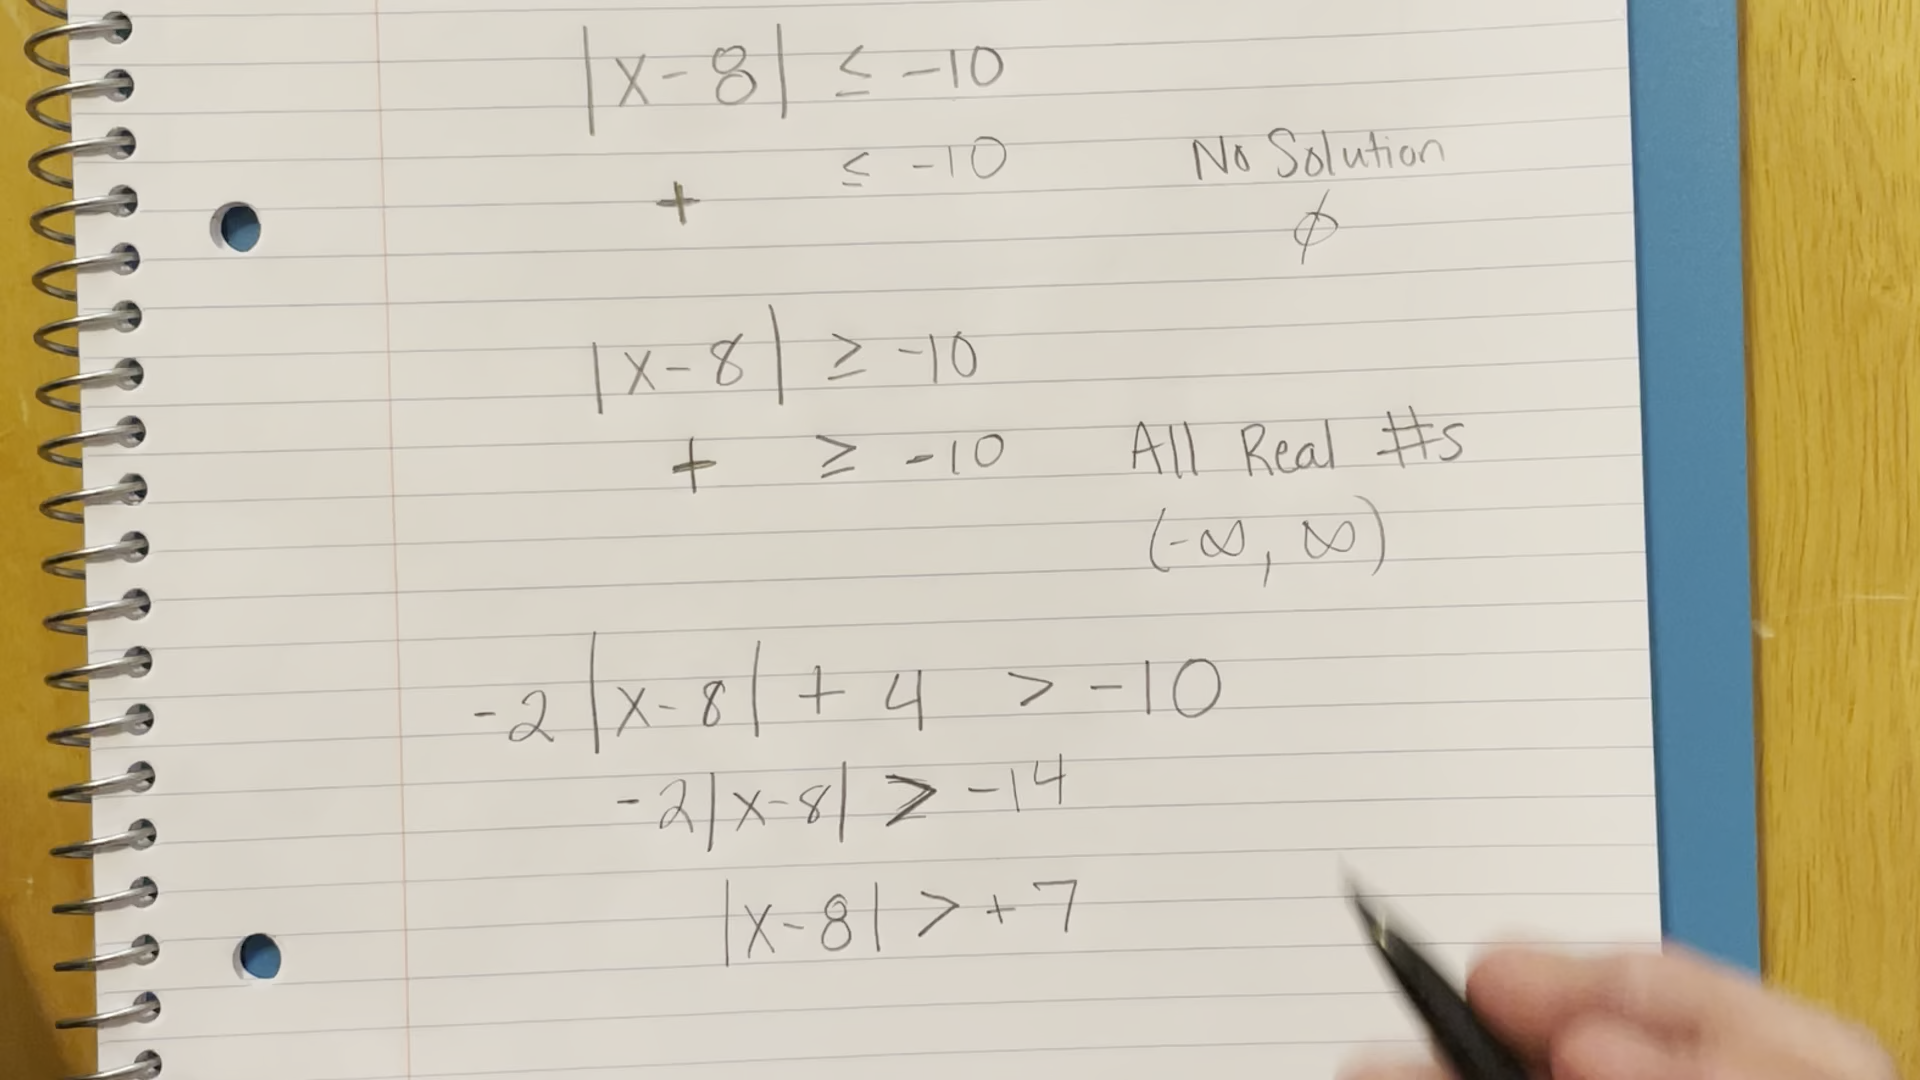 |x-8| ≤ -10
+ ≤ -10 No Solution
∅
|x-8| ≥ -10
+ ≥ -10 All Real #s
(-∞, ∞)
-2|x-8| + 4 > -10
-2|x-8| > -14
|x-8| > +7